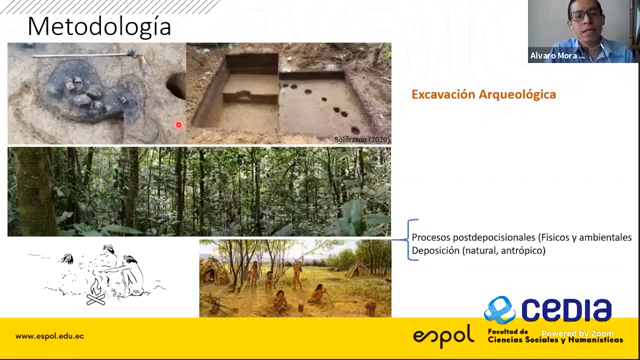 Metodología
Alvaro Mora ...
Excavación Arqueológica
Solórzano (2020)
Procesos postdepocisionales (Fisicos y ambientales
Deposición (natural, antrópico)
cedia
www.espol.edu.ec
espol
Facultad de
Ciencias Sociales y Humanísticas
Powered by Zoom